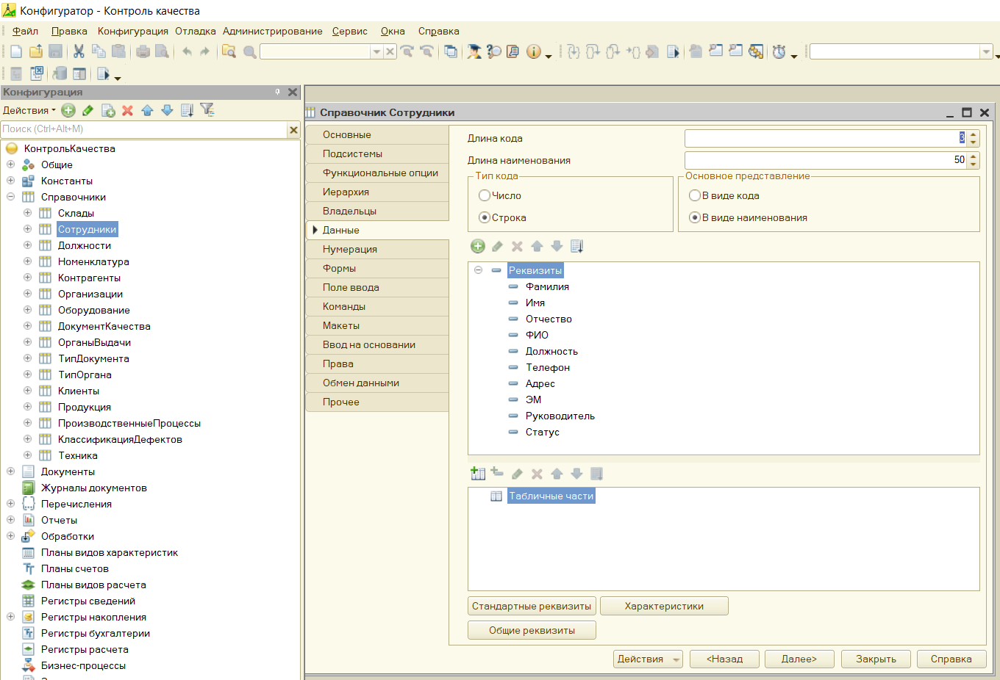 Конфигуратор - Контроль качества
Файл Правка Конфигурация Отладка Администрирование Сервис Окна Справка
Конфигурация
Действия
Поиск (Ctrl+Alt+M)
КонтрольКачества
Общие
Константы
Справочники
Склады
Сотрудники
Должности
Номенклатура
Контрагенты
Организации
Оборудование
ДокументКачества
ОрганыВыдачи
ТипДокумента
ТипОргана
Клиенты
Продукция
ПроизводственныеПроцессы
КлассификацияДефектов
Техника
Документы
Журналы документов
Перечисления
Отчеты
Обработки
Планы видов характеристик
Планы счетов
Планы видов расчета
Регистры сведений
Регистры накопления
Регистры бухгалтерии
Регистры расчета
Бизнес-процессы
Справочник Сотрудники
Основные
Подсистемы
Функциональные опции
Иерархия
Владельцы
Данные
Нумерация
Формы
Поле ввода
Команды
Макеты
Ввод на основании
Права
Обмен данными
Прочее
Длина кода 3
Длина наименования 50
Тип кода
Число
Строка
Основное представление
В виде кода
В виде наименования
Реквизиты
Фамилия
Имя
Отчество
ФИО
Должность
Телефон
Адрес
ЭМ
Руководитель
Статус
Табличные части
Стандартные реквизиты Характеристики
Общие реквизиты
Действия <Назад Далее> Закрыть Справка